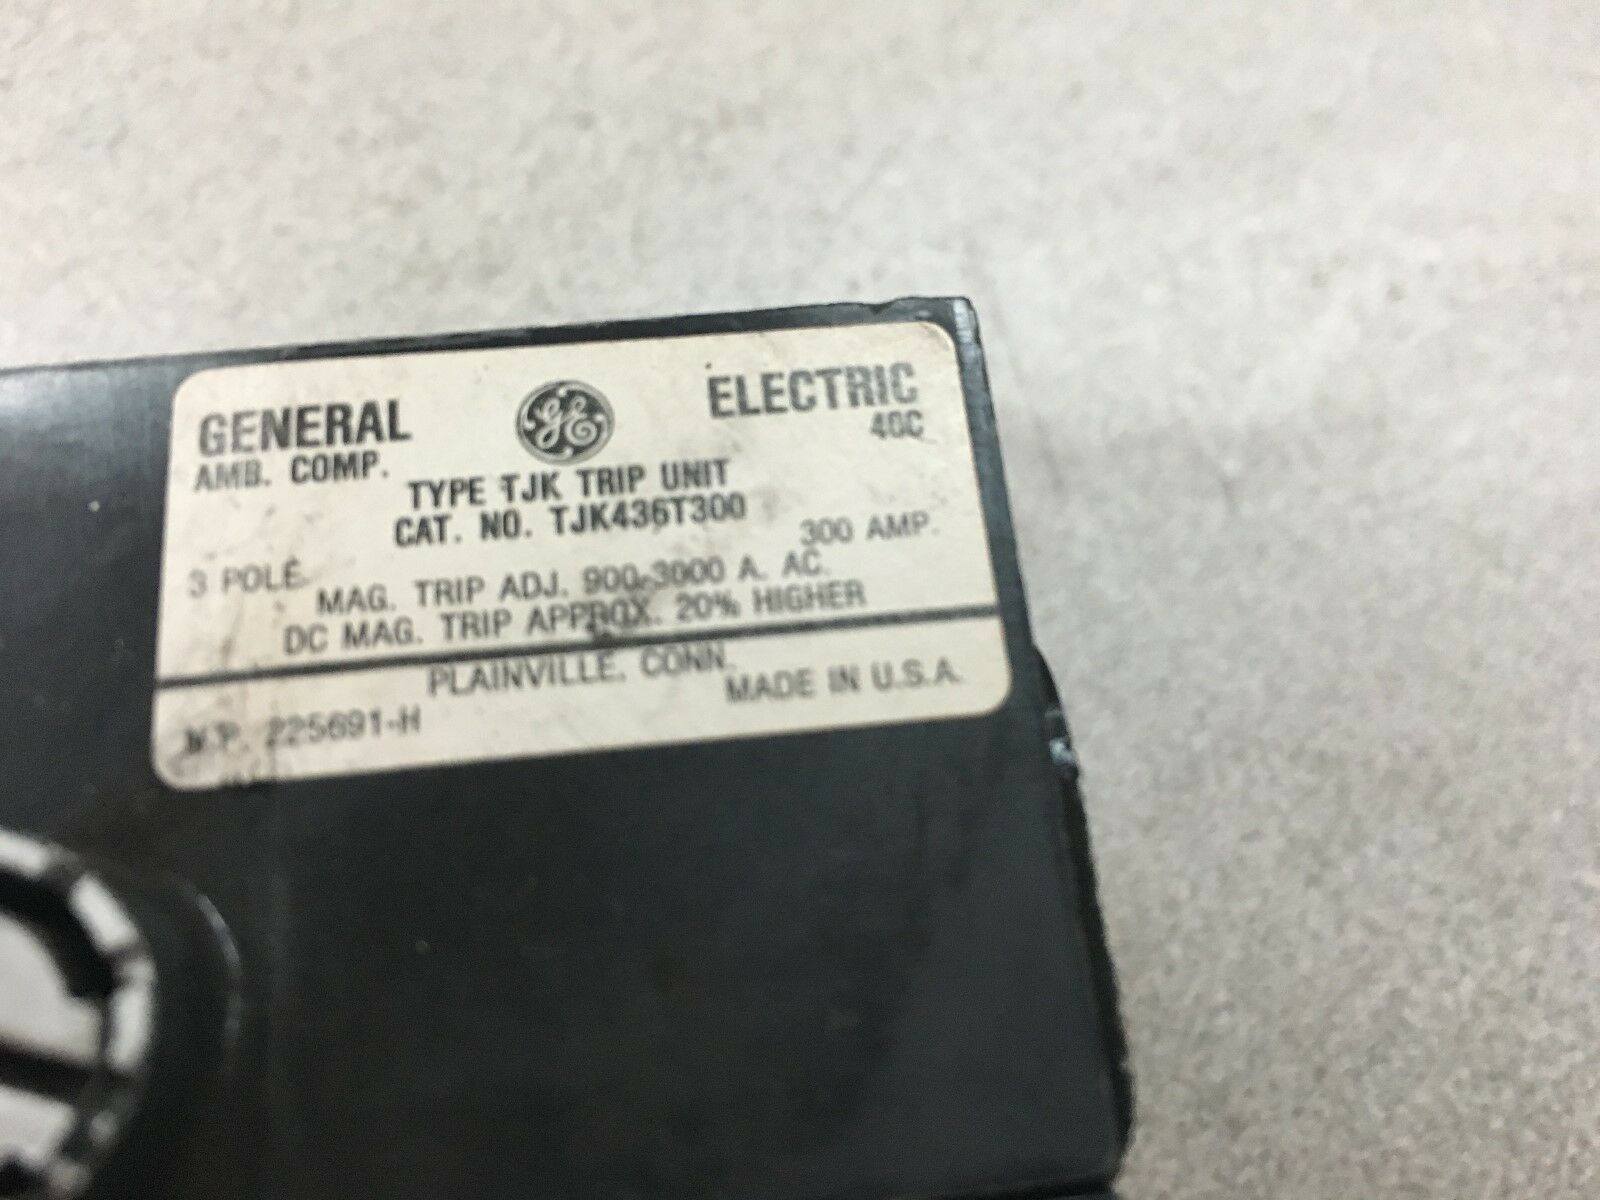 GENERAL GE ELECTRIC
AMB. COMP. 40C
TYPE TJK TRIP UNIT
CAT. NO. TJK436T300
3 POLE 300 AMP.
MAG. TRIP ADJ. 900-3000 A. AC.
DC MAG. TRIP APPROX. 20% HIGHER
PLAINVILLE, CONN.
N.P. 225691-H MADE IN U.S.A.